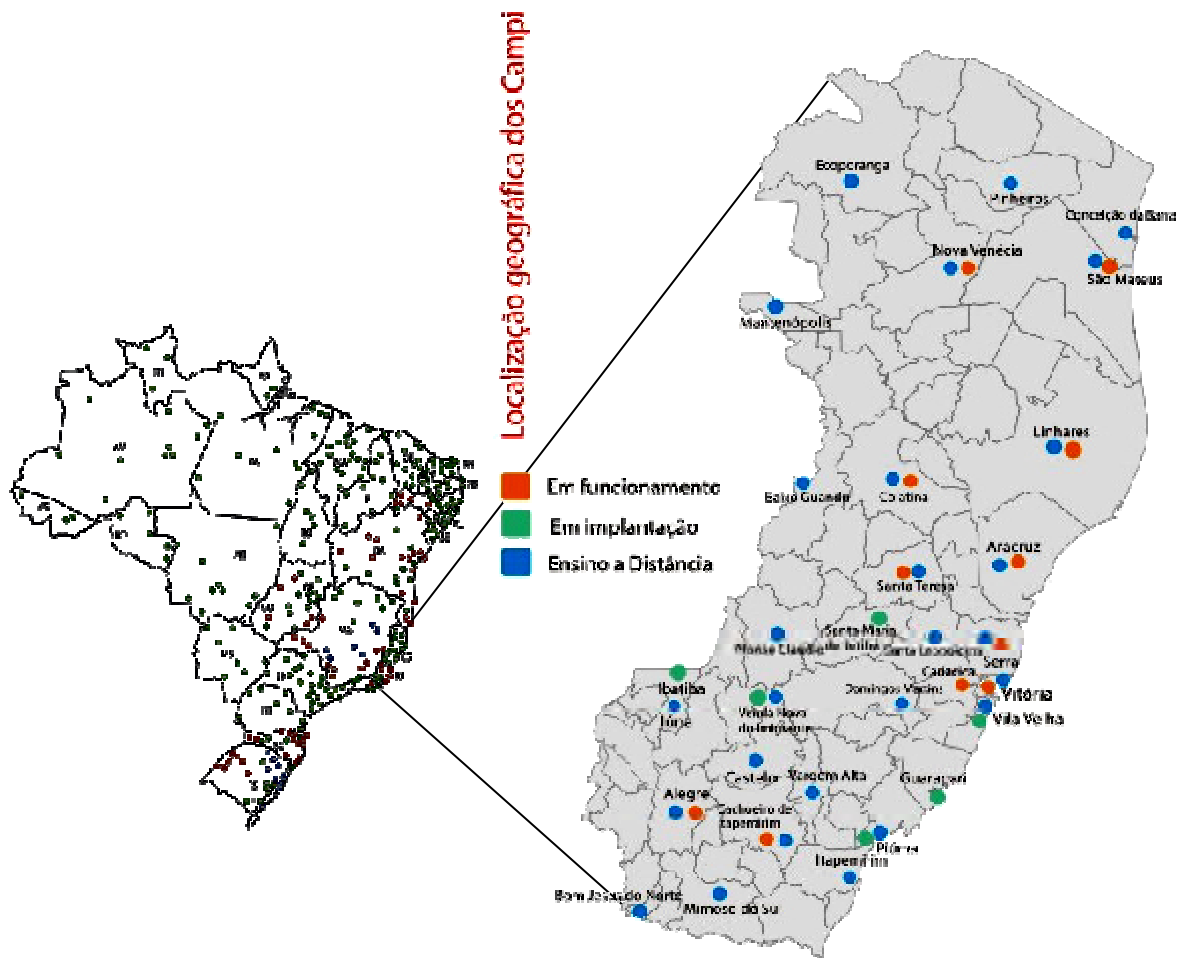 Localização geográfica dos Campi
Em funcionamento
Em implantação
Ensino a Distância
Ecoporanga
Pinheiros
Conceição da Barra
Nova Venécia
São Mateus
Mantenópolis
Linhares
Baixo Guandu
Colatina
Aracruz
Santa Teresa
Santa Maria
de Jetibá
Afonso Cláudio
Santa Leopoldina
Serra
Cariacica
Ibatiba
Domingos Martins
Vitória
Iúna
Venda Nova
do Imigrante
Vila Velha
Castelo
Vargem Alta
Guarapari
Alegre
Cachoeiro de
Itapemirim
Piúma
Itapemirim
Bom Jesus do Norte
Mimoso do Sul